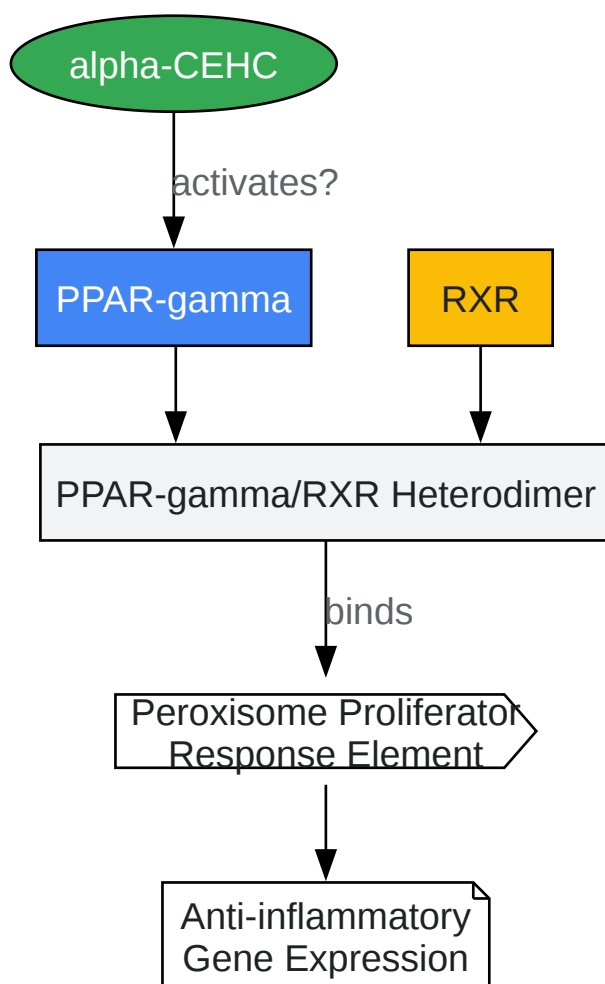 alpha-CEHC
activates?
PPAR-gamma
RXR
PPAR-gamma/RXR Heterodimer
binds
Peroxisome Proliferator
Response Element
Anti-inflammatory
Gene Expression